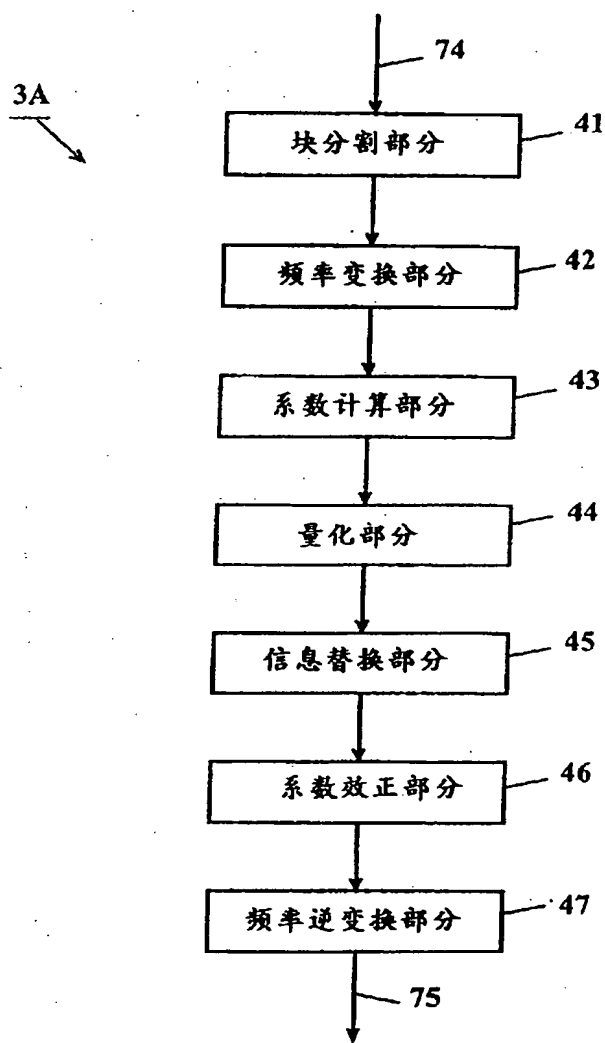 74
3A
块分割部分
41
频率变换部分
42
系数计算部分
43
量化部分
44
信息替换部分
45
系数效正部分
46
频率逆变换部分
47
75